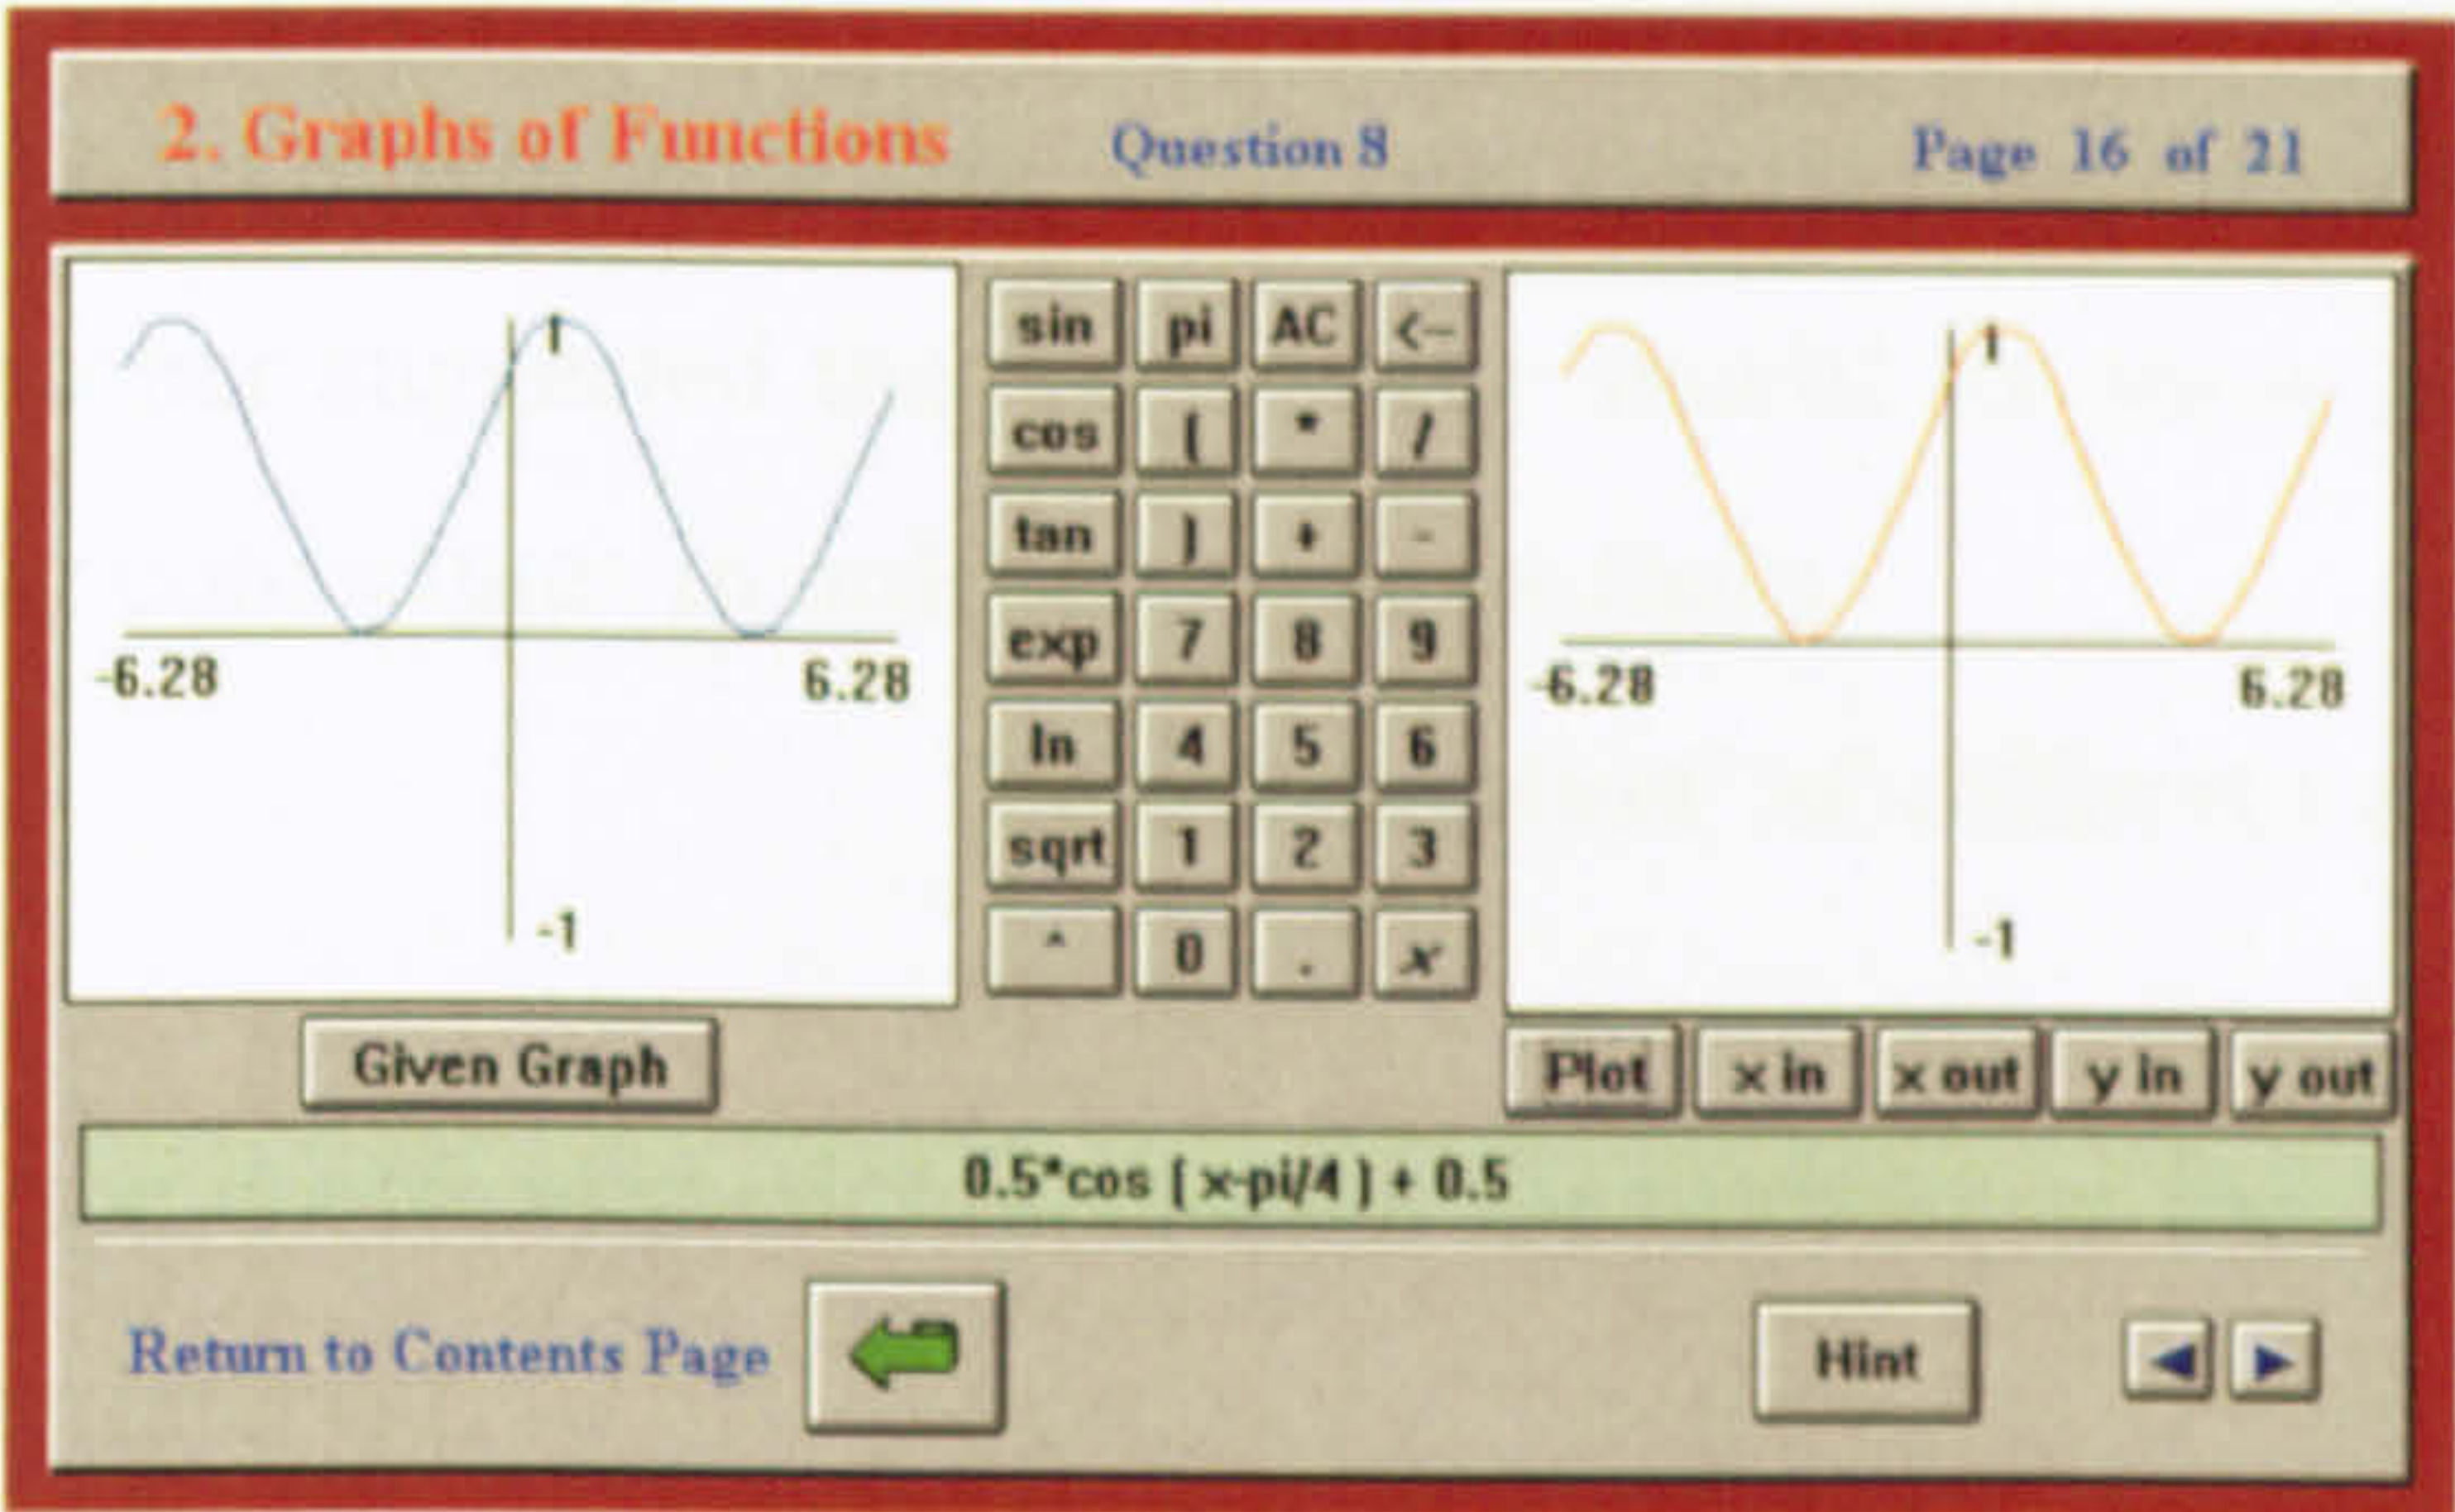 2. Graphs of Functions Question 8 Page 16 of 21
1
-6.28 6.28
-1
Given Graph
sin pi AC <--
cos ( * /
tan ) + -
exp 7 8 9
ln 4 5 6
sqrt 1 2 3
^ 0 . x
1
-6.28 6.28
-1
Plot x in x out y in y out
0.5*cos ( x-pi/4 ) + 0.5
Return to Contents Page Hint